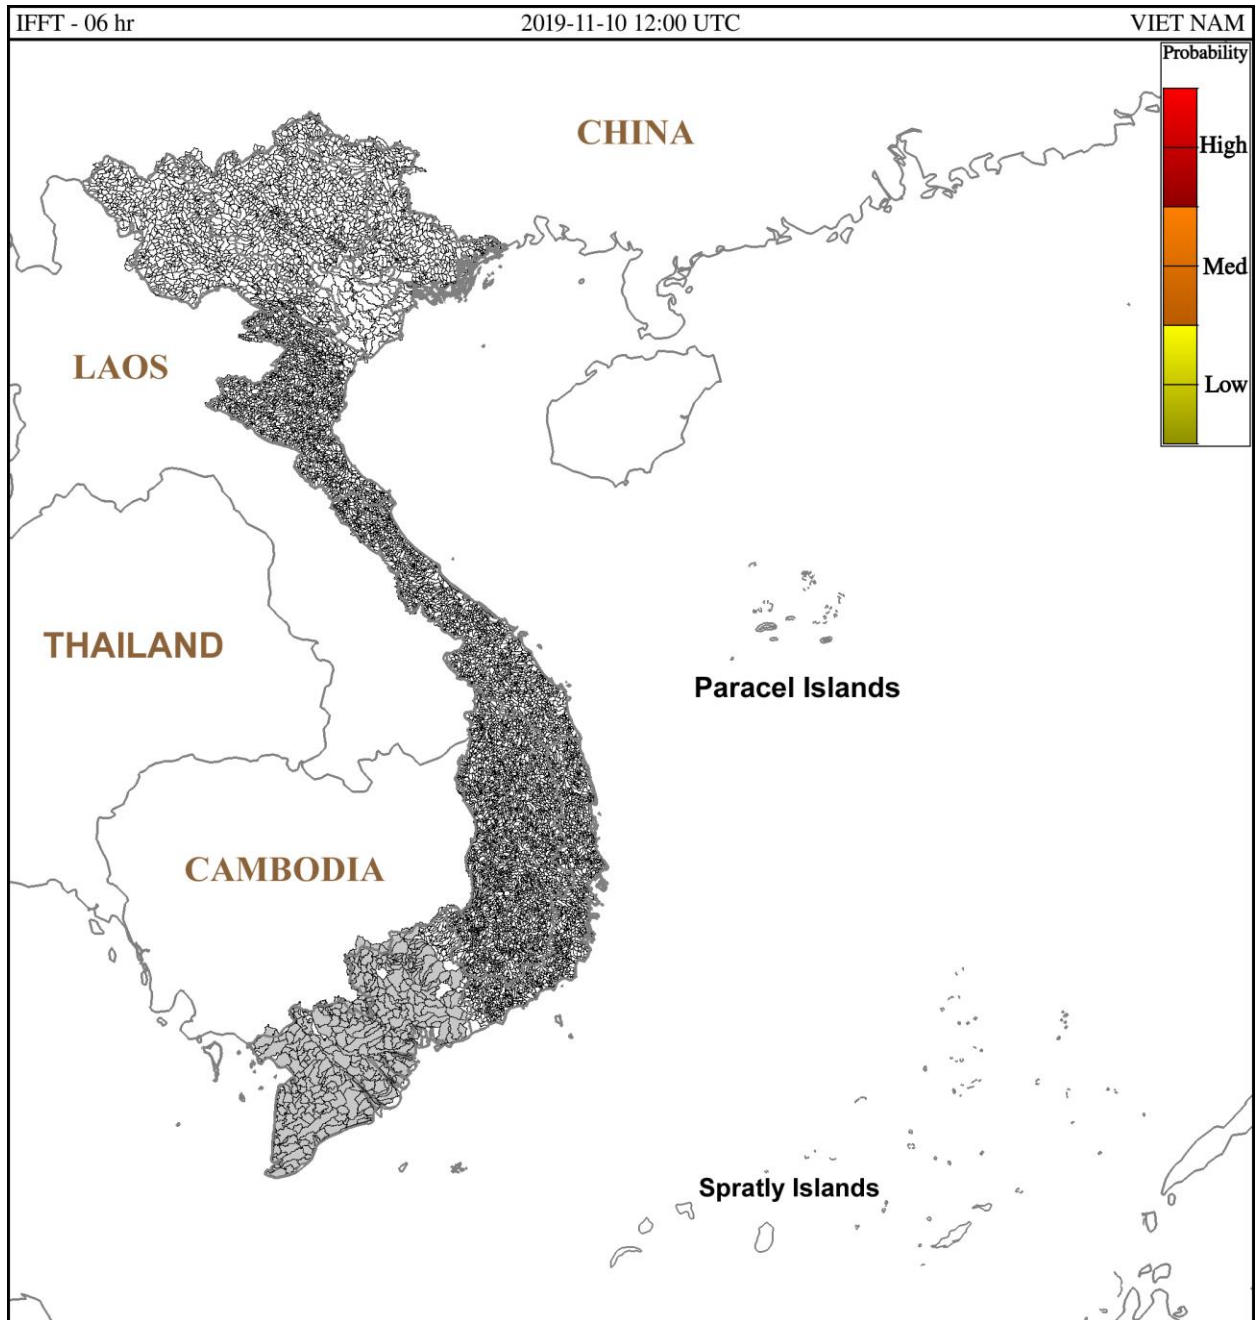 IFFT - 06 hr
2019-11-10 12:00 UTC
VIET NAM
Probability
CHINA
High
Med
LAOS
Low
THAILAND
Paracel Islands
CAMBODIA
Spratly Islands